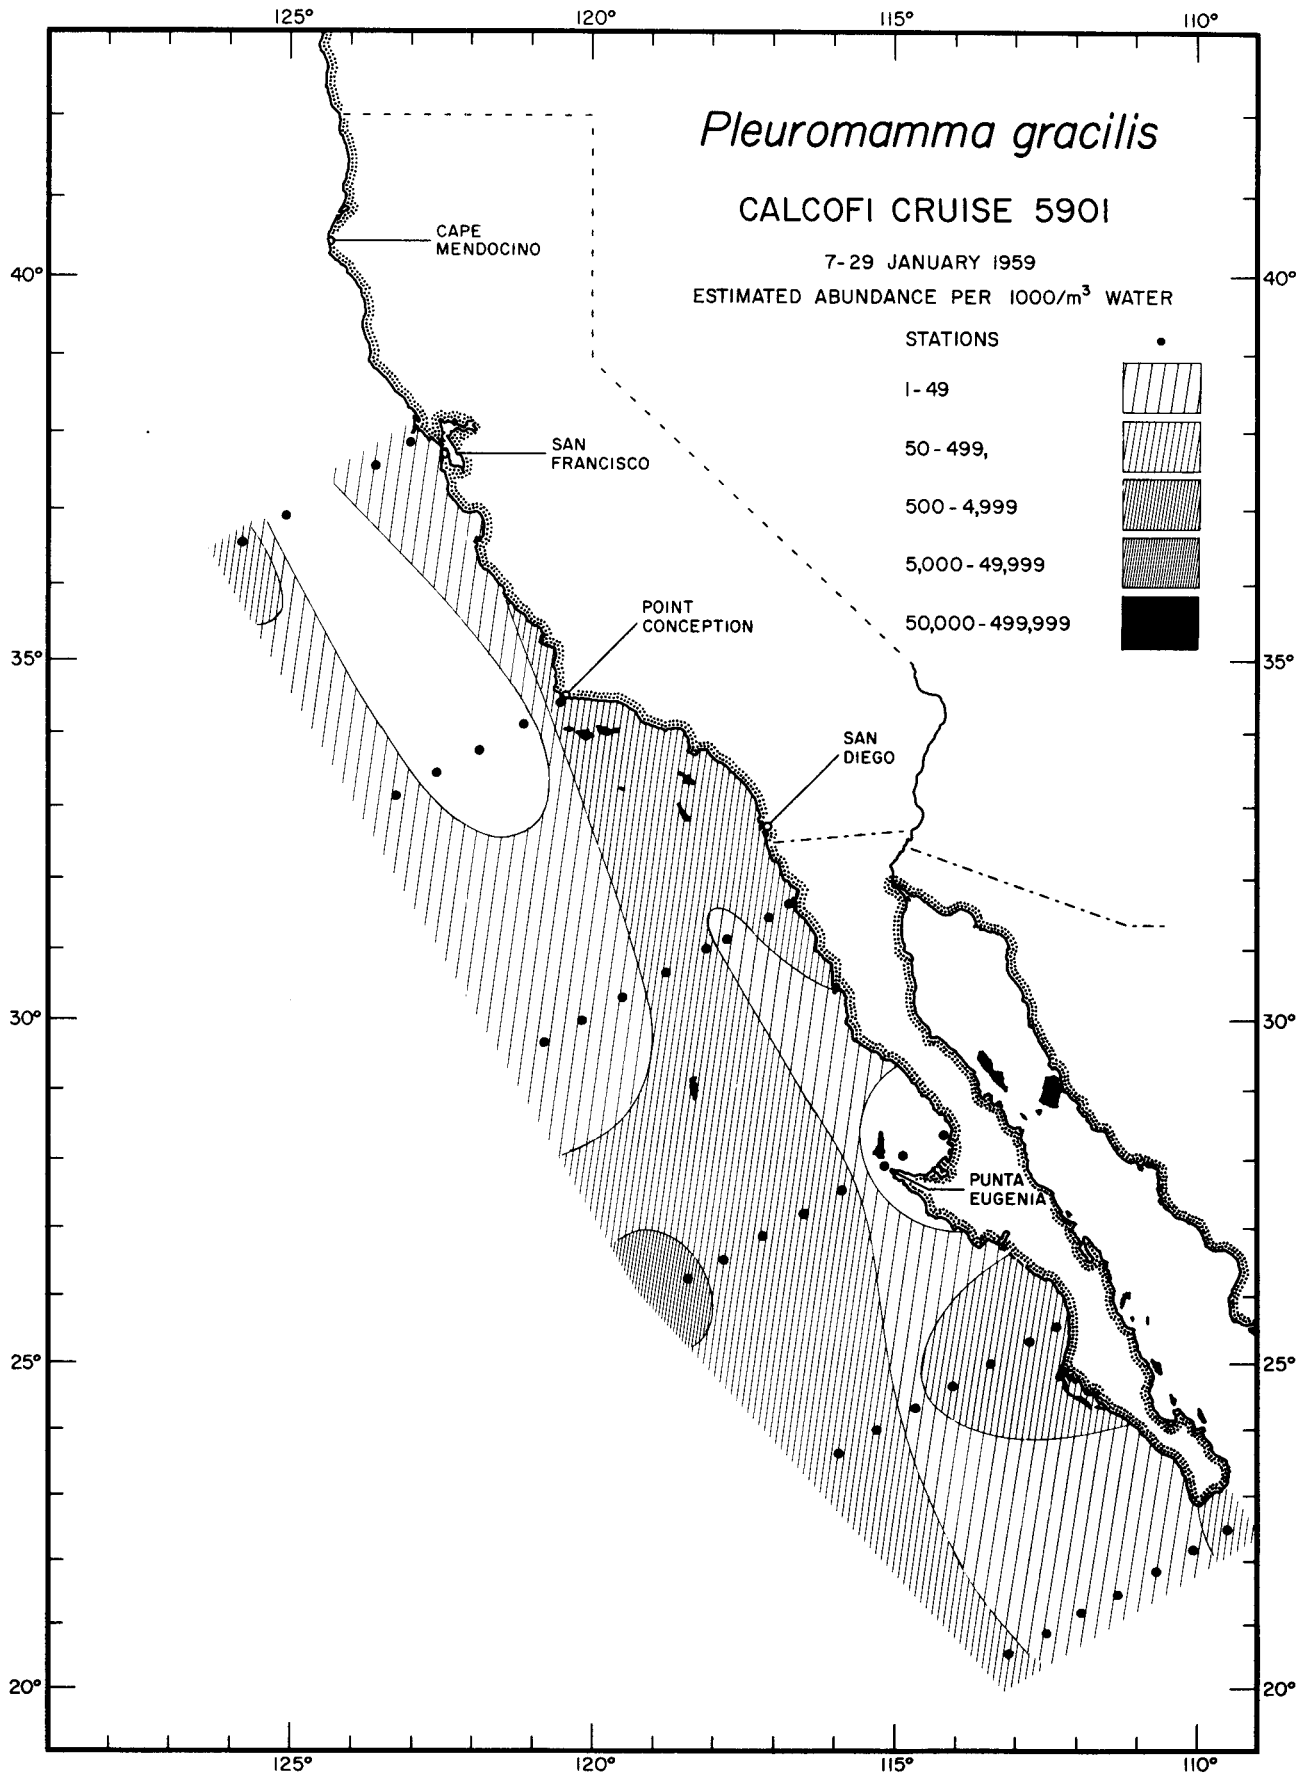 125° 120° 115° 110°
Pleuromamma gracilis
CALCOFI CRUISE 5901
7-29 JANUARY 1959
ESTIMATED ABUNDANCE PER 1000/m³ WATER
STATIONS
1-49
50-499,
500-4,999
5,000-49,999
50,000-499,999
CAPE
MENDOCINO
40° 40°
SAN
FRANCISCO
POINT
CONCEPTION
35° 35°
SAN
DIEGO
30° 30°
PUNTA
EUGENIA
25° 25°
20° 20°
125° 120° 115° 110°